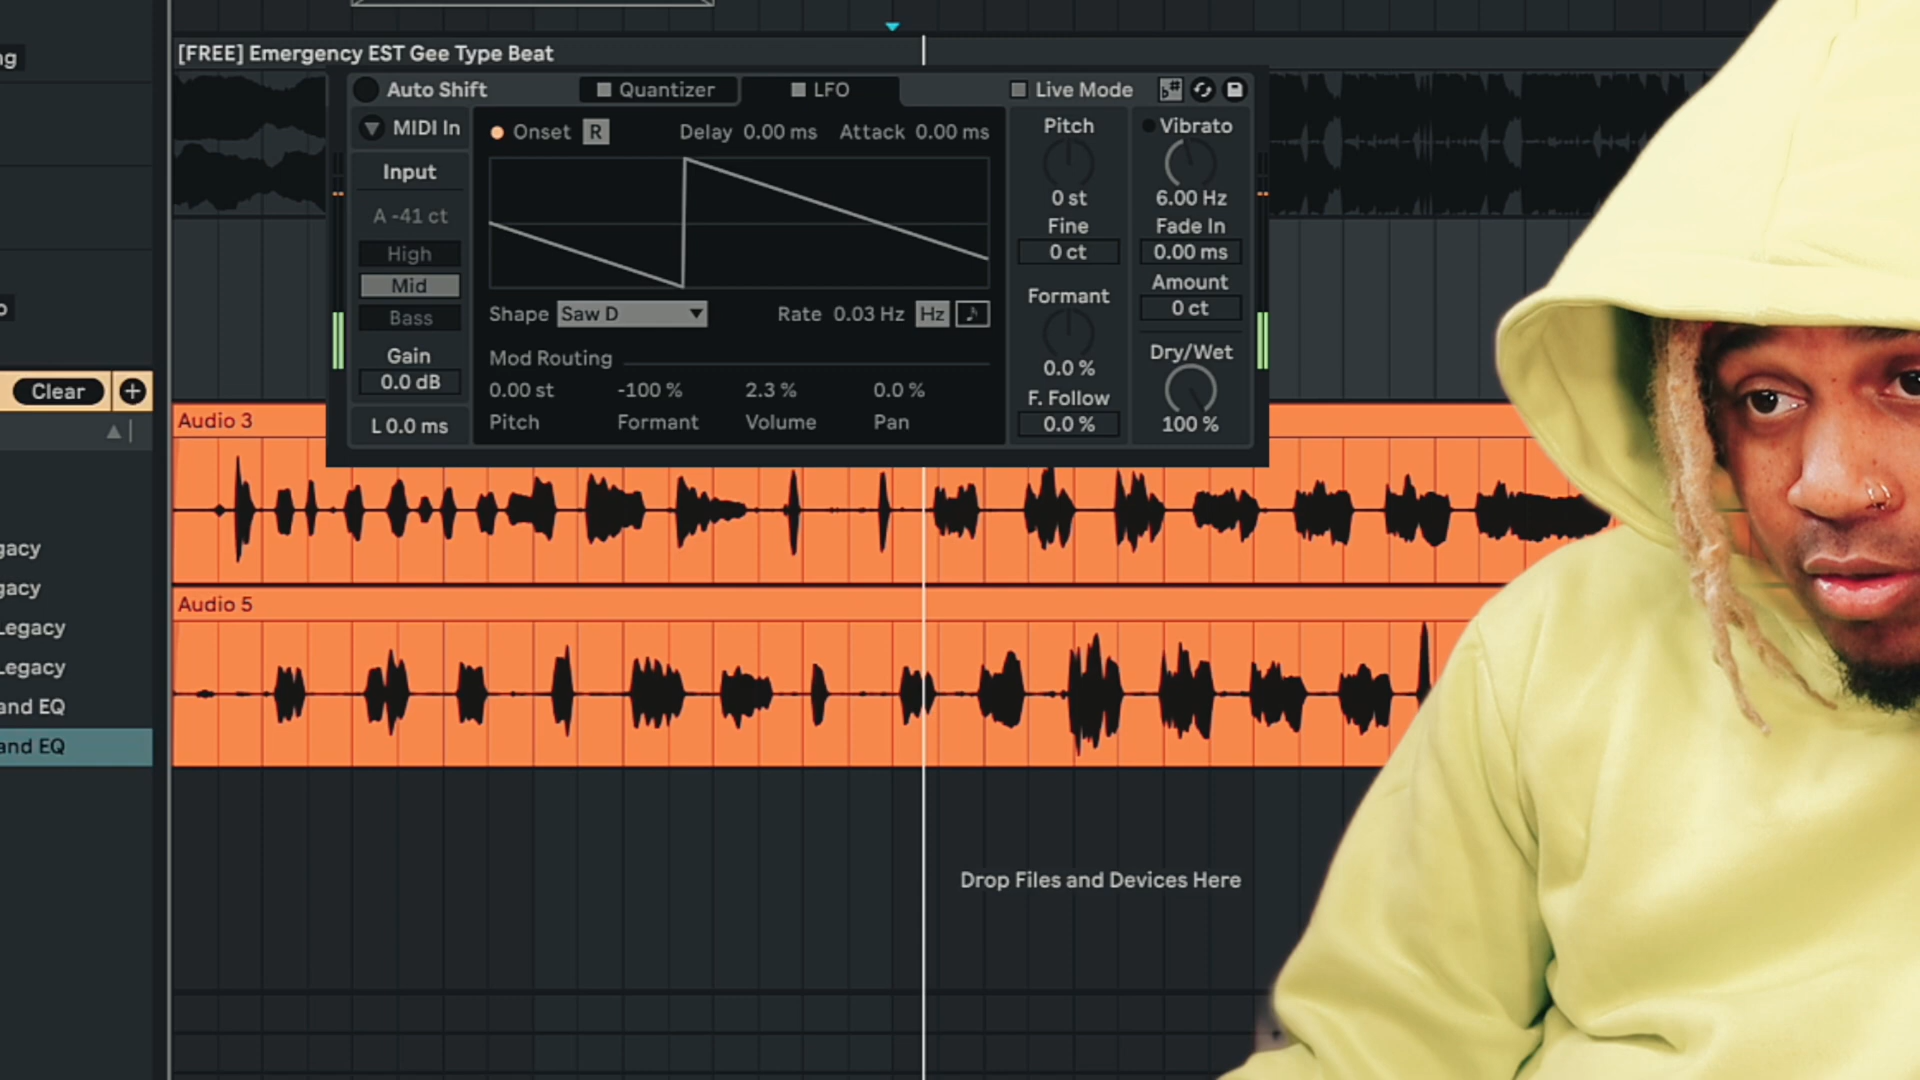 [FREE] Emergency EST Gee Type Beat
Auto Shift
Quantizer
LFO
Live Mode
MIDI In
Onset R Delay 0.00 ms Attack 0.00 ms
Pitch
Vibrato
Input
0 st
6.00 Hz
A -41 ct
Fine
Fade In
High
0 ct
0.00 ms
Mid
Amount
Bass
Shape Saw D Rate 0.03 Hz Hz
Formant
0 ct
Gain
Mod Routing
Dry/Wet
0.0 dB
0.00 st -100 % 2.3 % 0.0 %
0.0 %
F. Follow
L 0.0 ms
Pitch Formant Volume Pan
0.0 %
100 %
Clear +
Audio 3
gacy
gacy
Legacy
Legacy
and EQ
and EQ
Audio 5
Drop Files and Devices Here